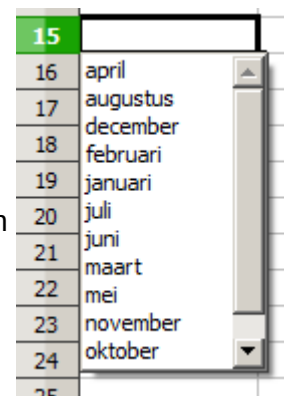 15
16 april
17 augustus
december
18 februari
19 januari
20 juli
21 juni
maart
22 mei
23 november
24 oktober